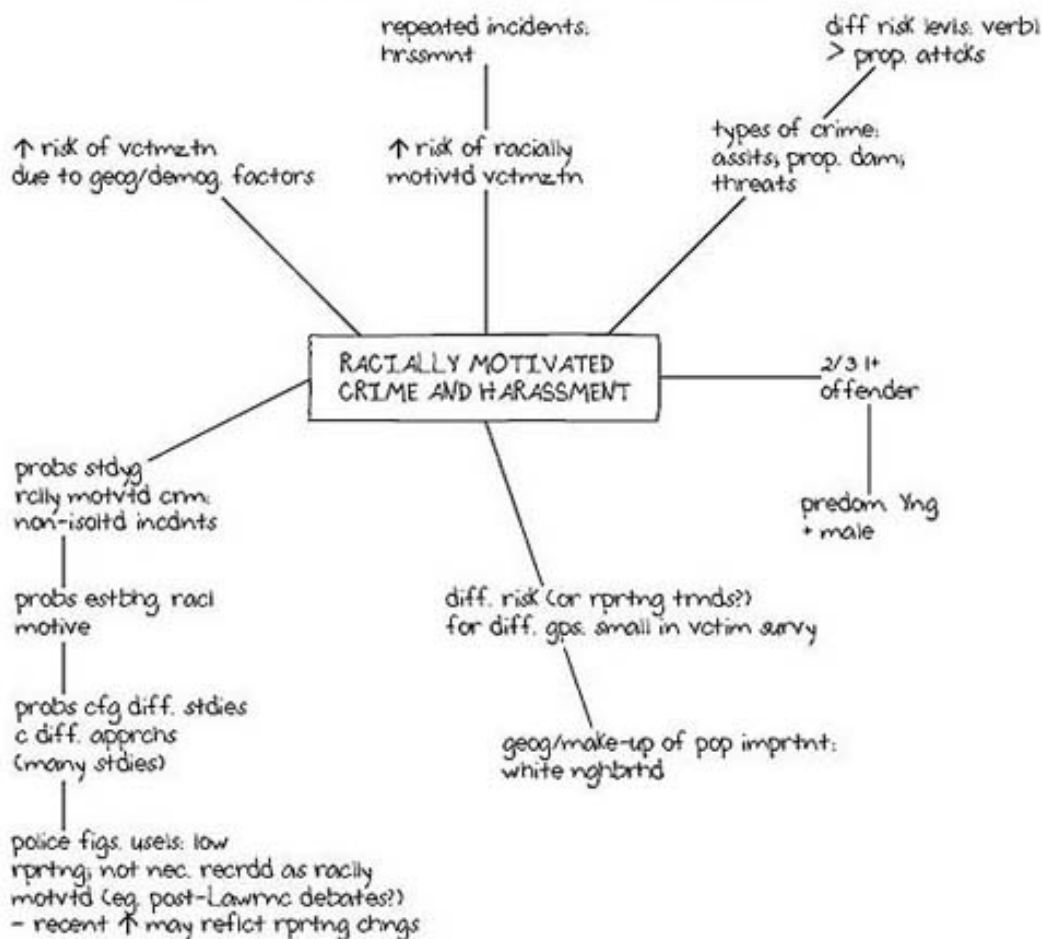 repeated incidents:
hrssmnt
diff risk levls: verbl
> prop. attcks
↑ risk of vctmztn
due to geog/demog. factors
↑ risk of racially
motivtd vctmztn
types of crime:
asslts; prop. dam;
threats
RACIALLY MOTIVATED
CRIME AND HARASSMENT
2/3 1+
offender
predom. Yng
+ male
probs stdyg
rclly motvtd crm:
non-isoltd incdnts
probs estbhg racl
motive
probs cfg diff. stdies
c diff. apprchs
(many stdies)
police figs. usels: low
rprtng; not nec. recrdd as raclly
motvtd (eg. post-Lawrnc debates?)
- recent ↑ may reflct rprtng chngs
diff. risk (or rprtng trnds?)
for diff. gps. small in vctim survy
geog/make-up of pop imprtnt:
white nghbrhd